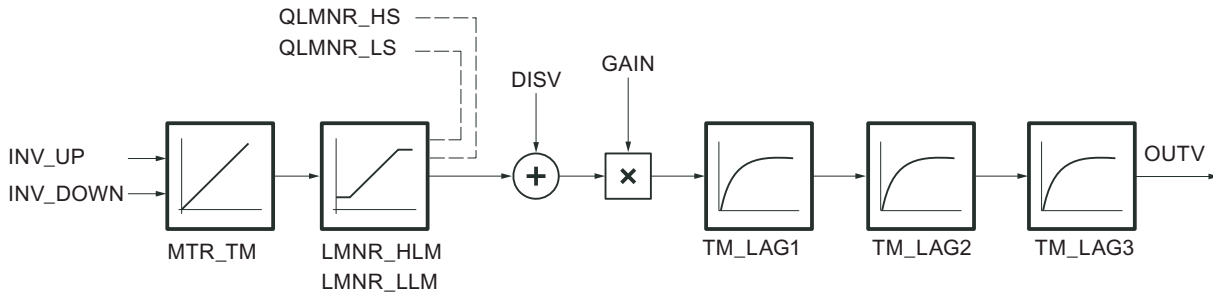 QLMNR_HS
QLMNR_LS
DISV
GAIN
INV_UP
INV_DOWN
+
×
OUTV
MTR_TM
LMNR_HLM
LMNR_LLM
TM_LAG1
TM_LAG2
TM_LAG3